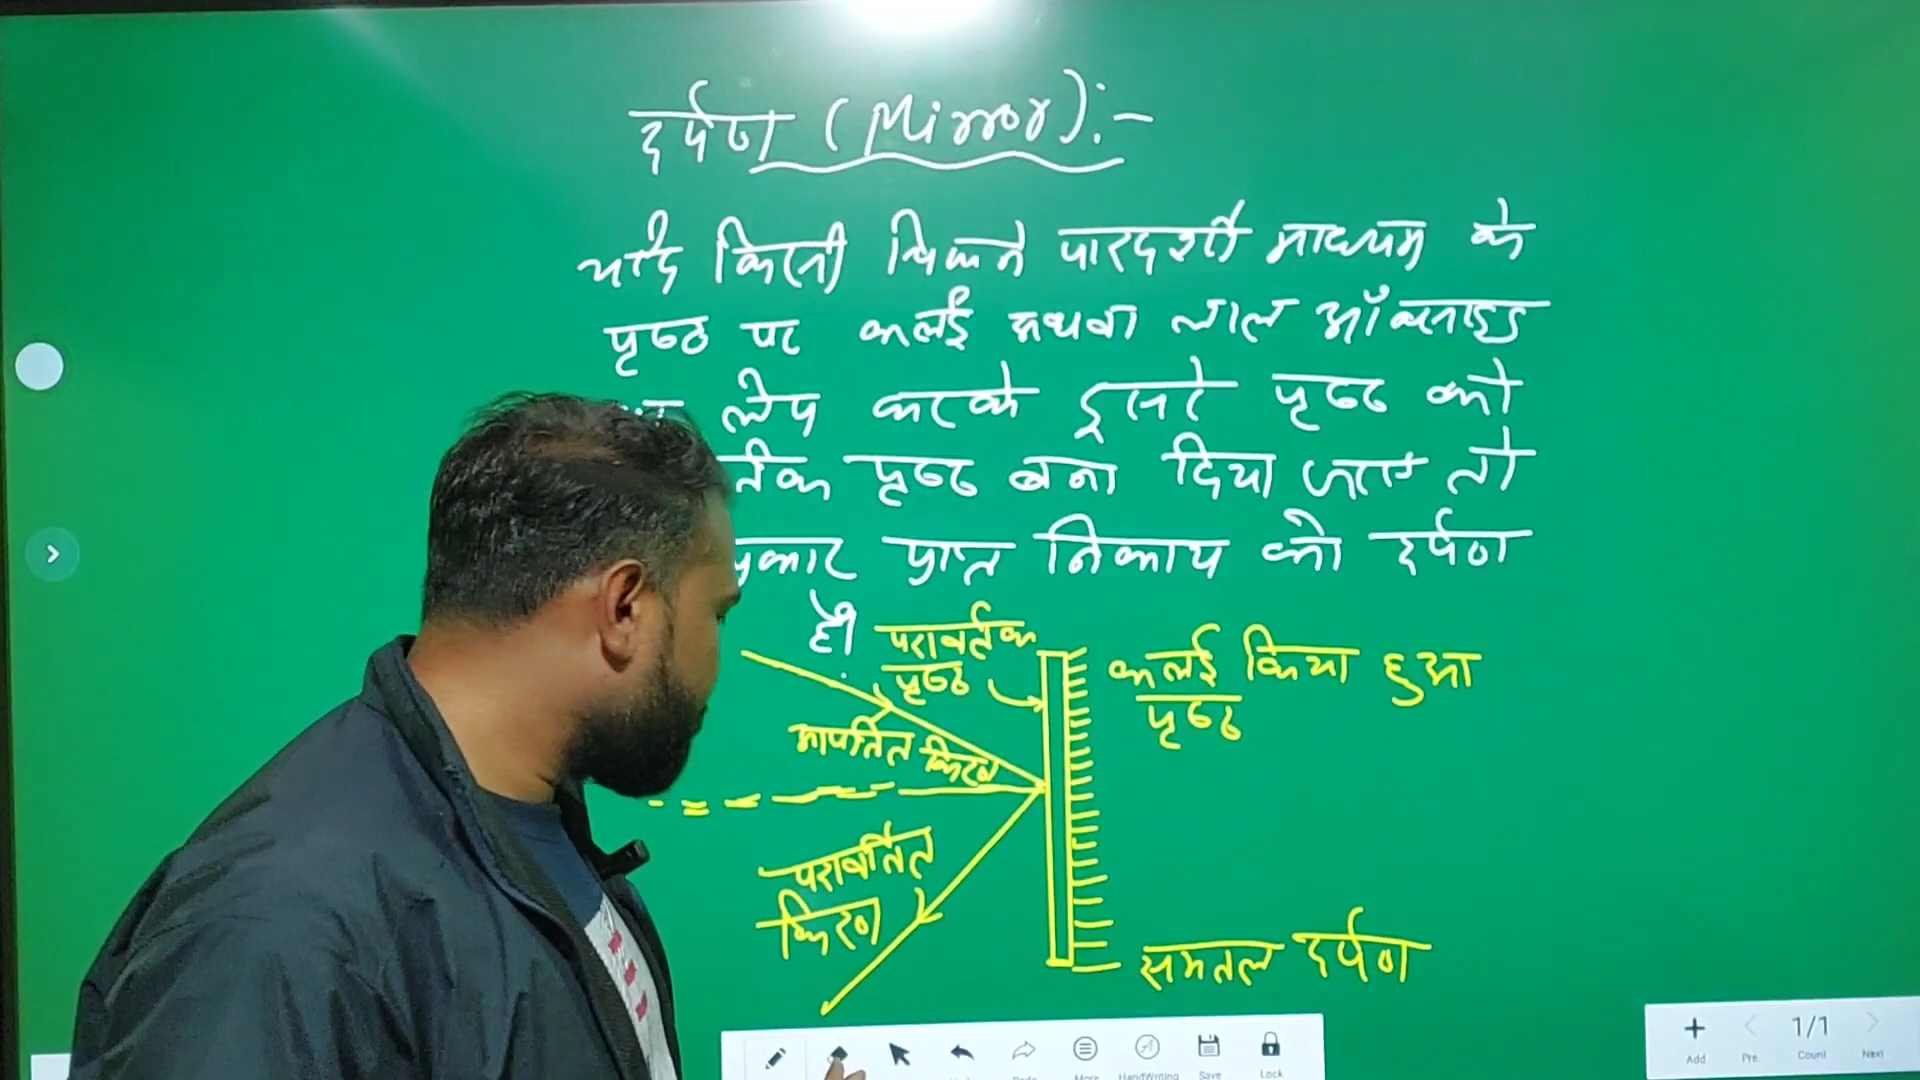 दर्पण (Mirror):-
यदि किसी चिकने पारदर्शी माध्यम के
पृष्ठ पर कलई अथवा लाल ऑक्साइड
लेप करके दूसरे पृष्ठ को
र्तक पृष्ठ बना दिया जाए तो
प्रकार प्राप्त निकाय को दर्पण
है।
परावर्तक
पृष्ठ
कलई किया हुआ
पृष्ठ
आपतित किरण
परावर्तित
किरण
समतल दर्पण
1/1
Add Pre Count Next
HandWriting Save Lock